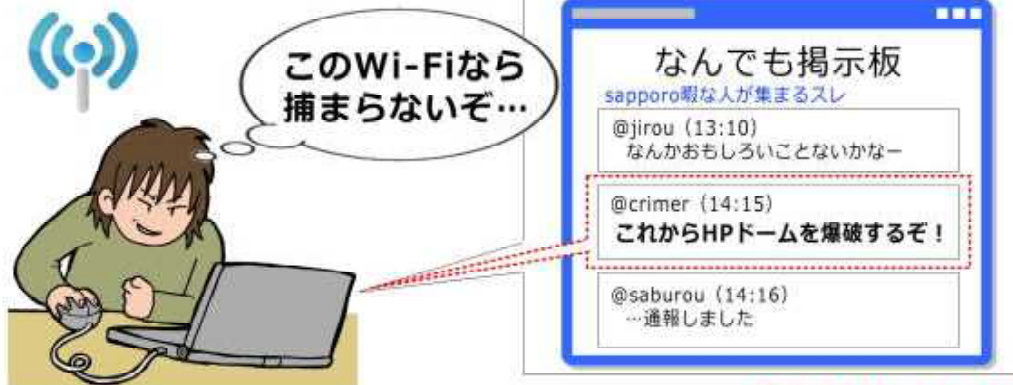 このWi-Fiなら
捕まらないぞ…
なんでも掲示板
sapporo暇な人が集まるスレ
@jirou（13:10）
なんかおもしろいことないかなー
@crimer（14:15）
これからHPドームを爆破するぞ！
@saburou（14:16）
…通報しました